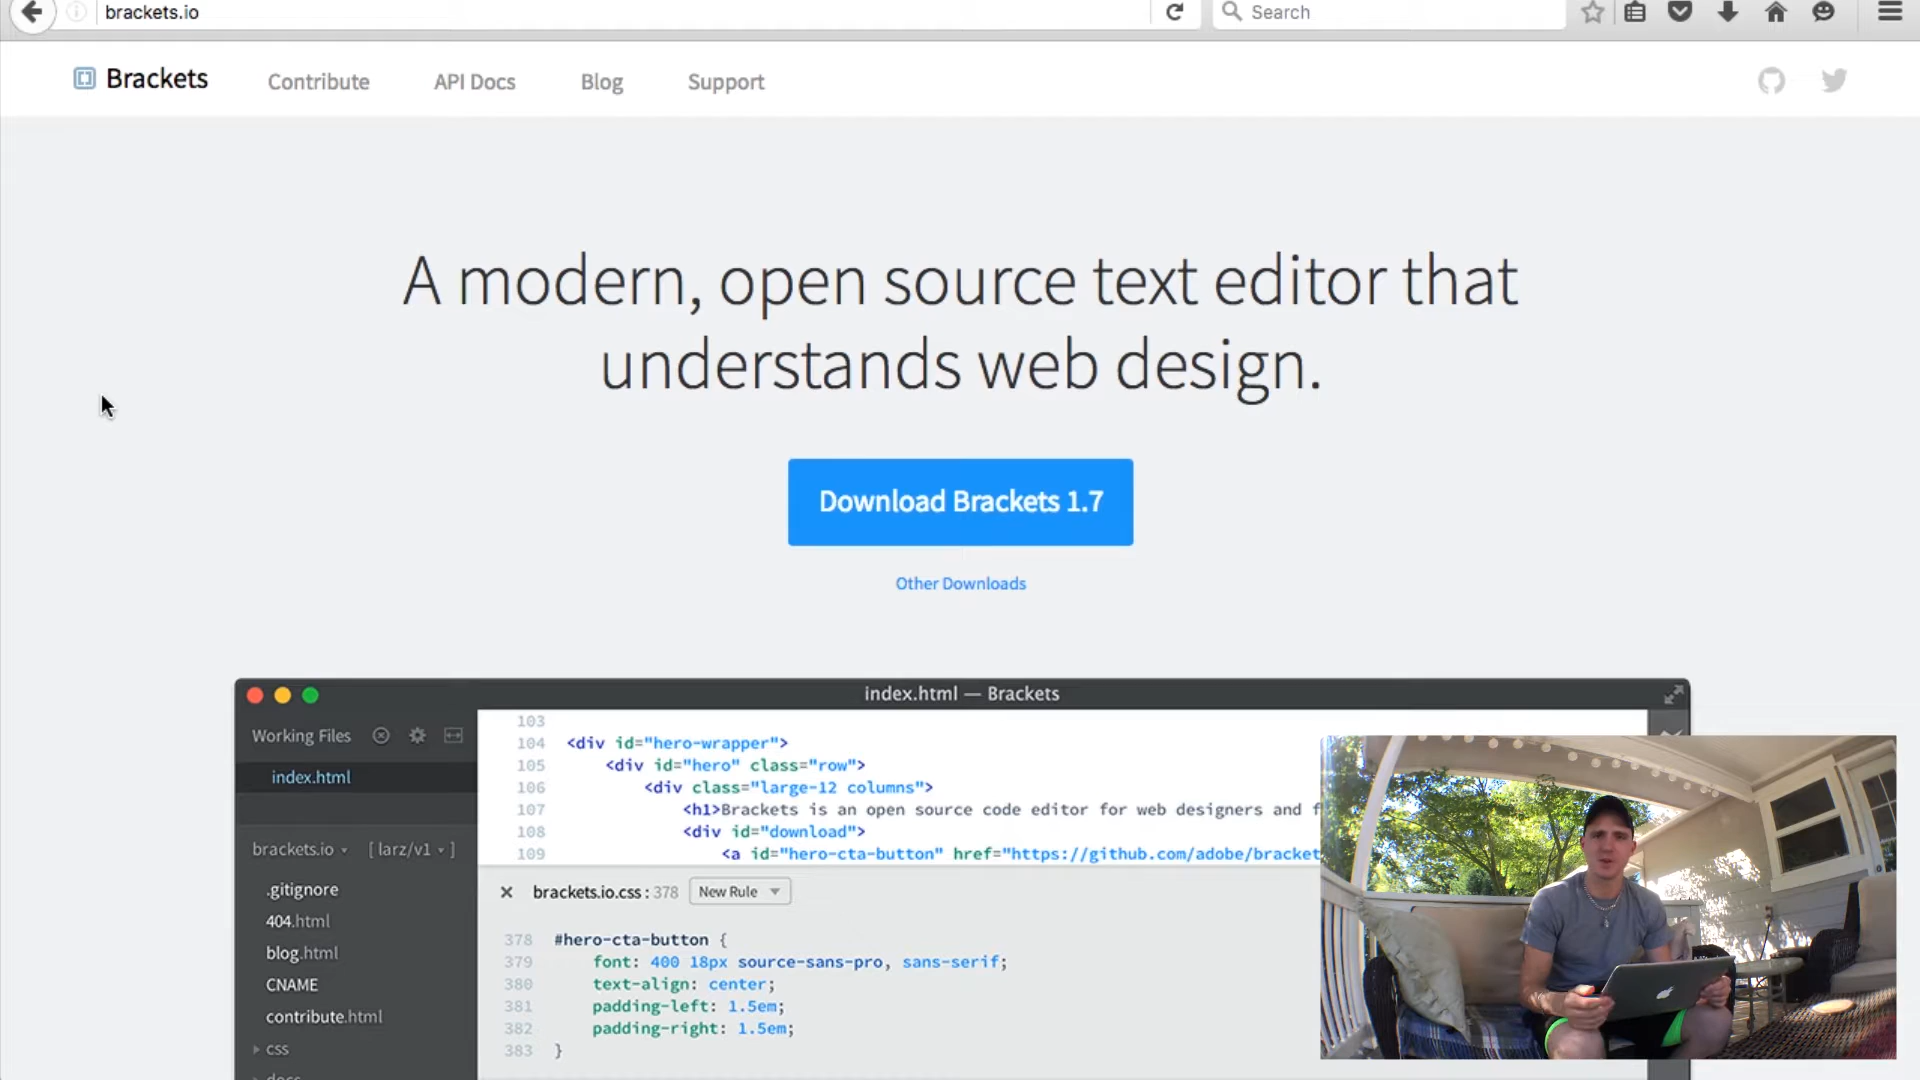 brackets.io
Search
Brackets
Contribute
API Docs
Blog
Support
A modern, open source text editor that
understands web design.
Download Brackets 1.7
Other Downloads
index.html — Brackets
Working Files
index.html
brackets.io
[ larz/v1 ]
.gitignore
404.html
blog.html
CNAME
contribute.html
css
docs
103
104 <div id="hero-wrapper">
105 <div id="hero" class="row">
106 <div class="large-12 columns">
107 <h1>Brackets is an open source code editor for web designers and f
108 <div id="download">
109 <a id="hero-cta-button" href="https://github.com/adobe/bracket
brackets.io.css : 378
New Rule
378 #hero-cta-button {
379 font: 400 18px source-sans-pro, sans-serif;
380 text-align: center;
381 padding-left: 1.5em;
382 padding-right: 1.5em;
383 }